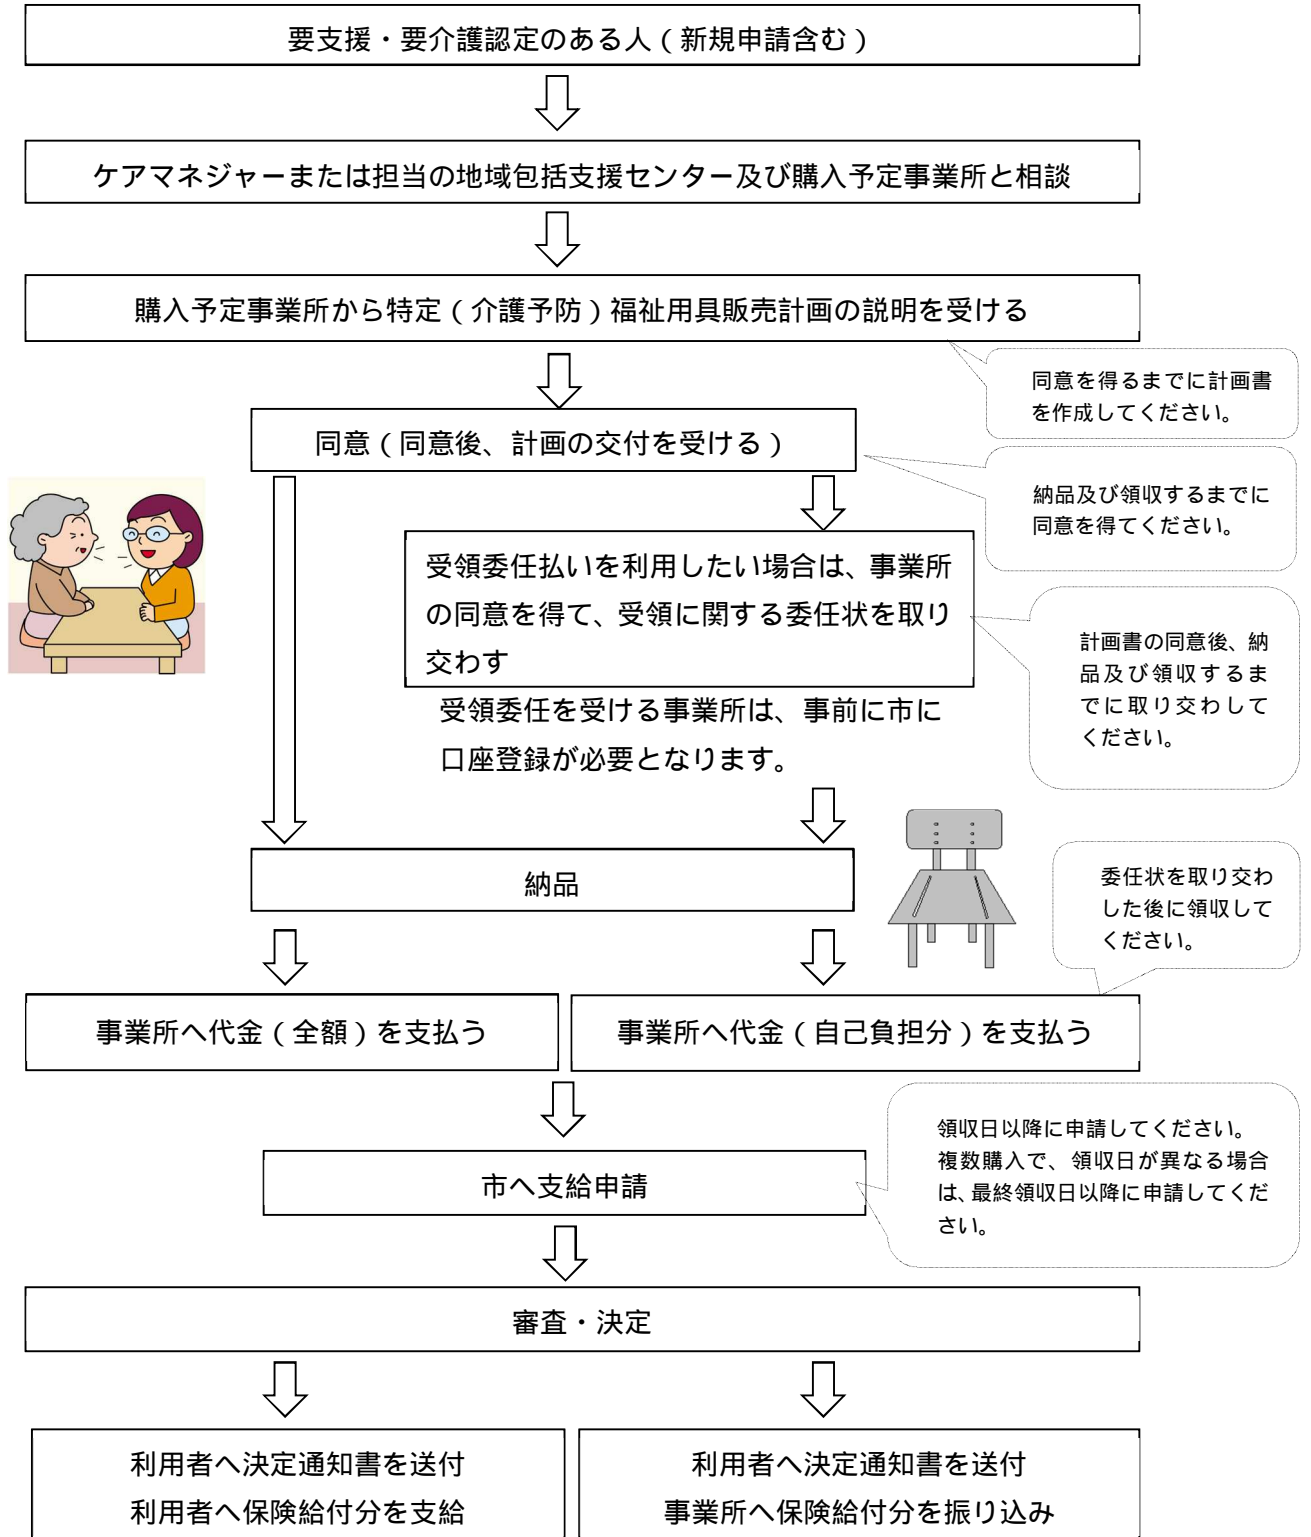 要支援・要介護認定のある人（新規申請含む）
ケアマネジャーまたは担当の地域包括支援センター及び購入予定事業所と相談
購入予定事業所から特定（介護予防）福祉用具販売計画の説明を受ける
同意を得るまでに計画書
を作成してください。
同意（同意後、計画の交付を受ける）
納品及び領収するまでに
同意を得てください。
受領委任払いを利用したい場合は、事業所
の同意を得て、受領に関する委任状を取り
交わす
計画書の同意後、納
品及び領収するま
でに取り交わして
ください。
受領委任を受ける事業所は、事前に市に
口座登録が必要となります。
納品
委任状を取り交わ
した後に領収して
ください。
事業所へ代金（全額）を支払う
事業所へ代金（自己負担分）を支払う
領収日以降に申請してください。
複数購入で、領収日が異なる場合
は、最終領収日以降に申請してくだ
さい。
市へ支給申請
審査・決定
利用者へ決定通知書を送付
利用者へ保険給付分を支給
利用者へ決定通知書を送付
事業所へ保険給付分を振り込み